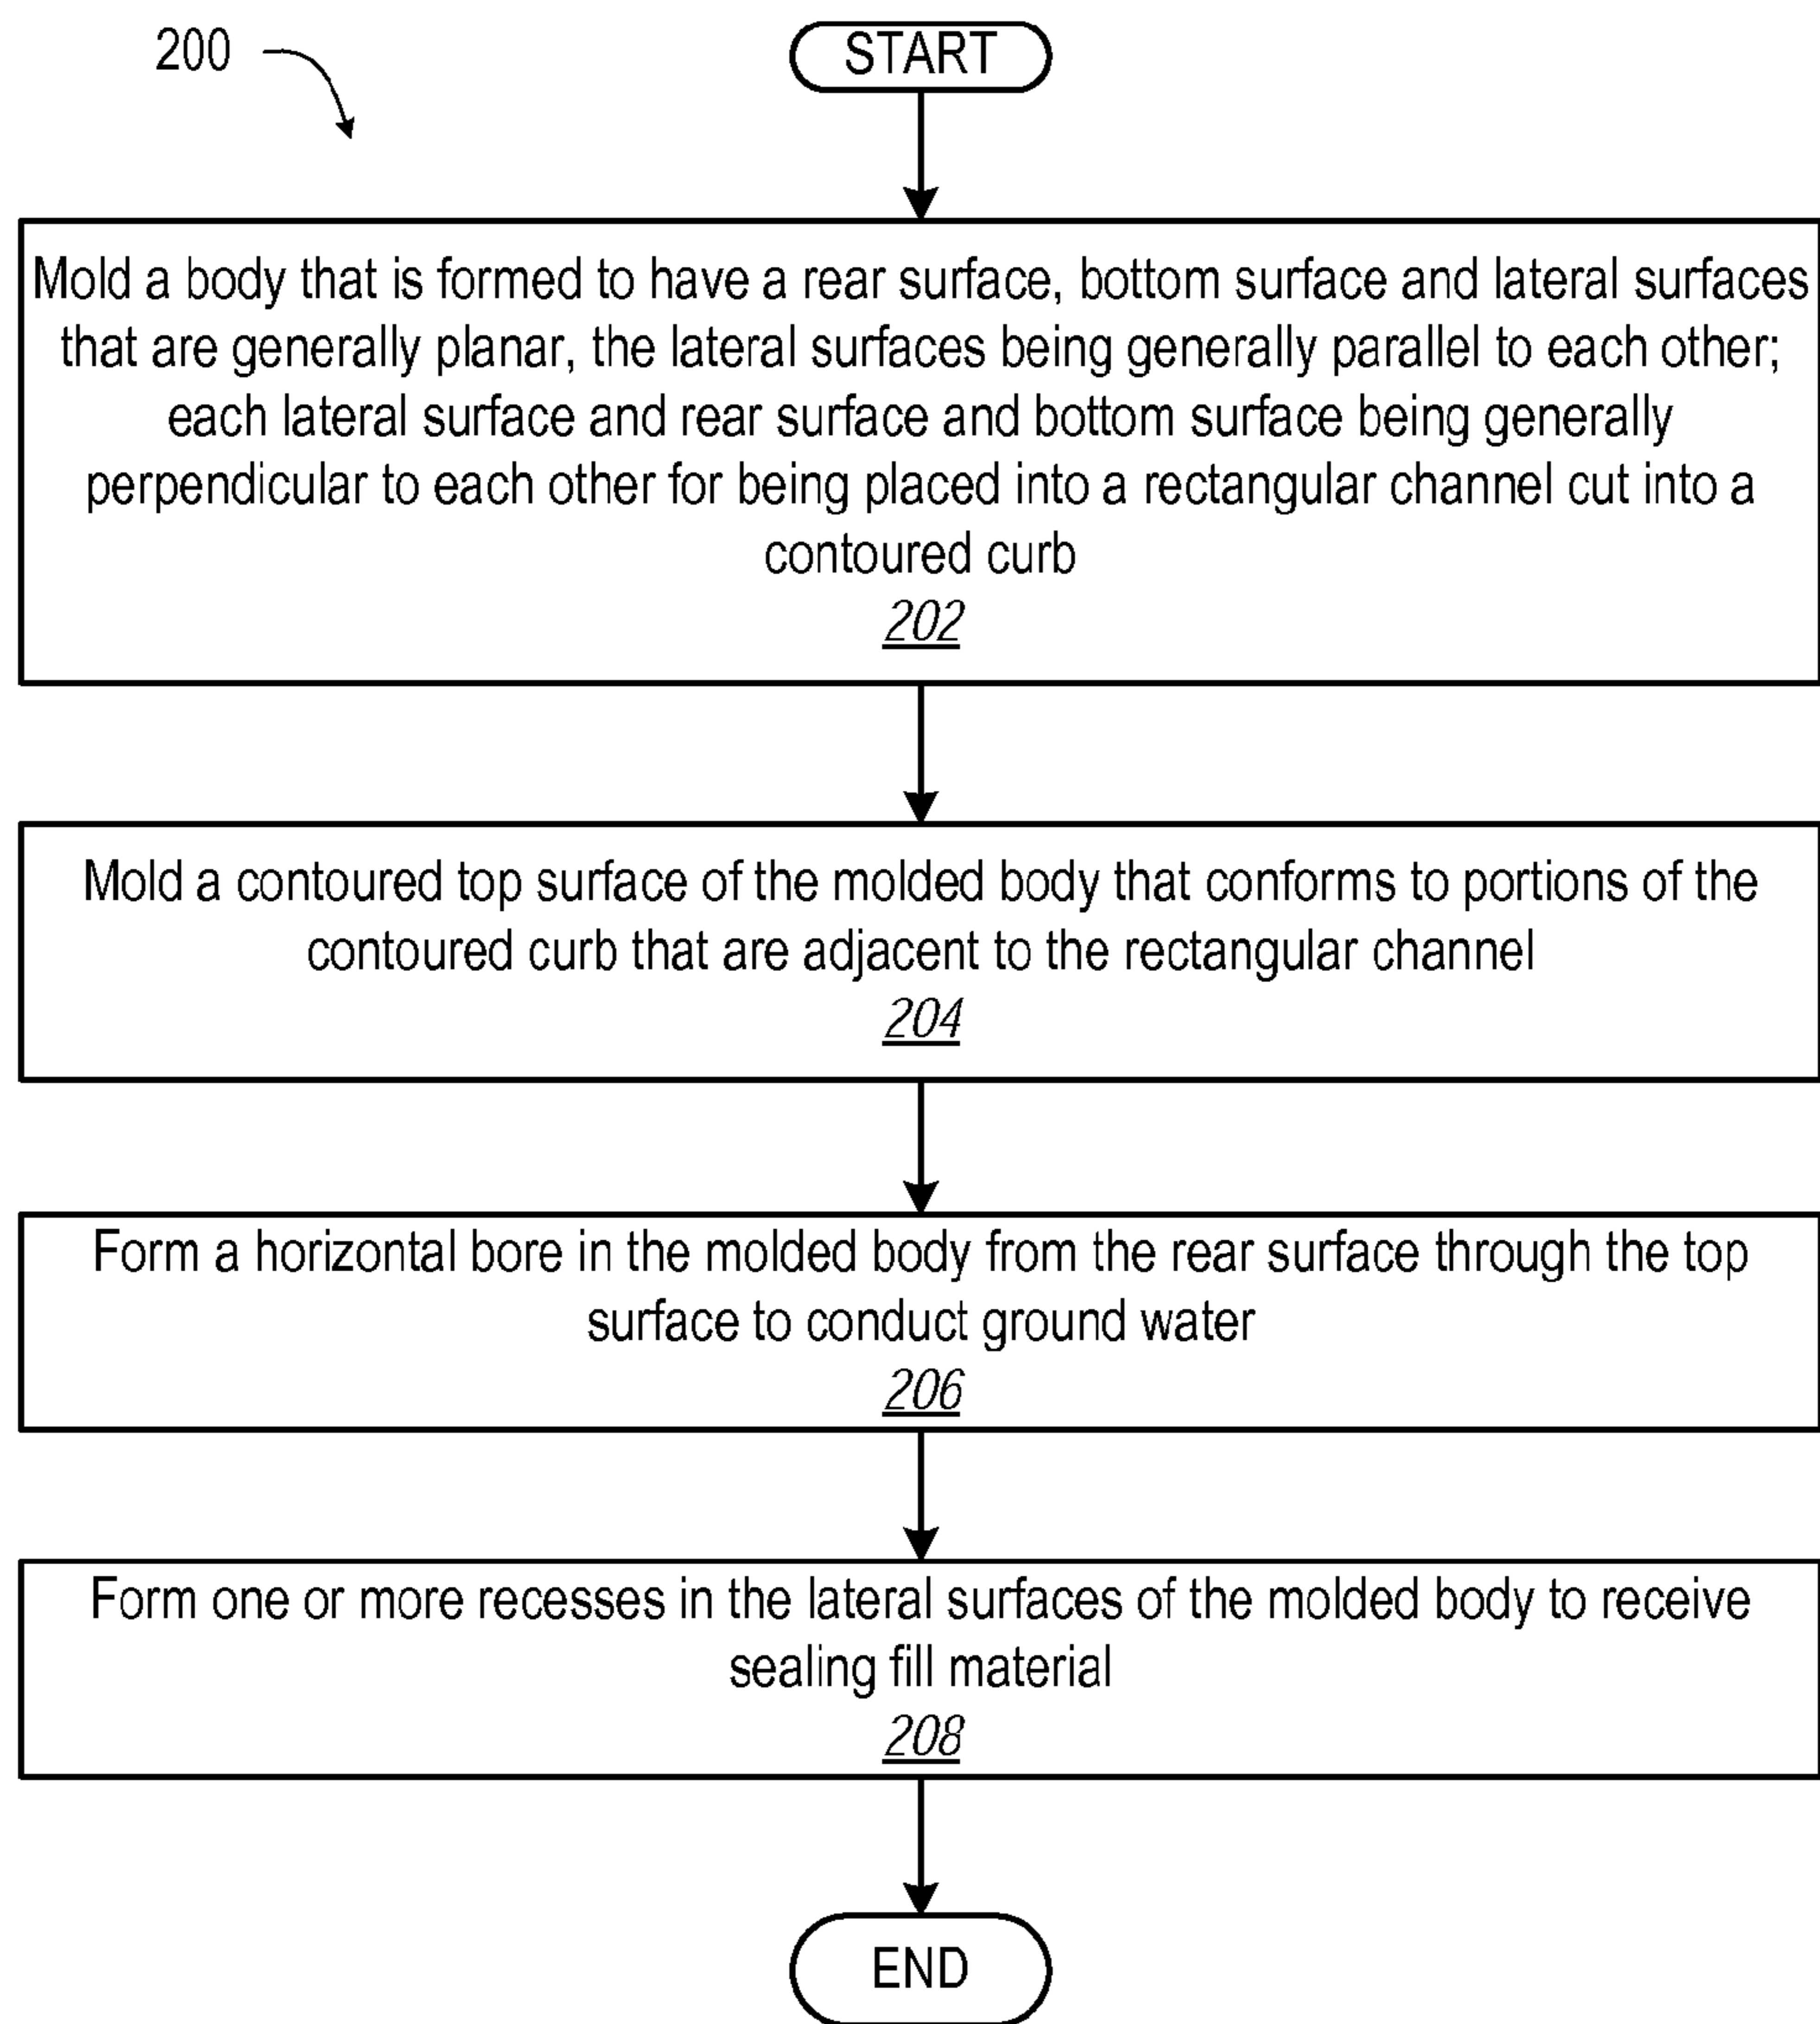 200
START
Mold a body that is formed to have a rear surface, bottom surface and lateral surfaces
that are generally planar, the lateral surfaces being generally parallel to each other;
each lateral surface and rear surface and bottom surface being generally
perpendicular to each other for being placed into a rectangular channel cut into a
contoured curb
202
Mold a contoured top surface of the molded body that conforms to portions of the
contoured curb that are adjacent to the rectangular channel
204
Form a horizontal bore in the molded body from the rear surface through the top
surface to conduct ground water
206
Form one or more recesses in the lateral surfaces of the molded body to receive
sealing fill material
208
END